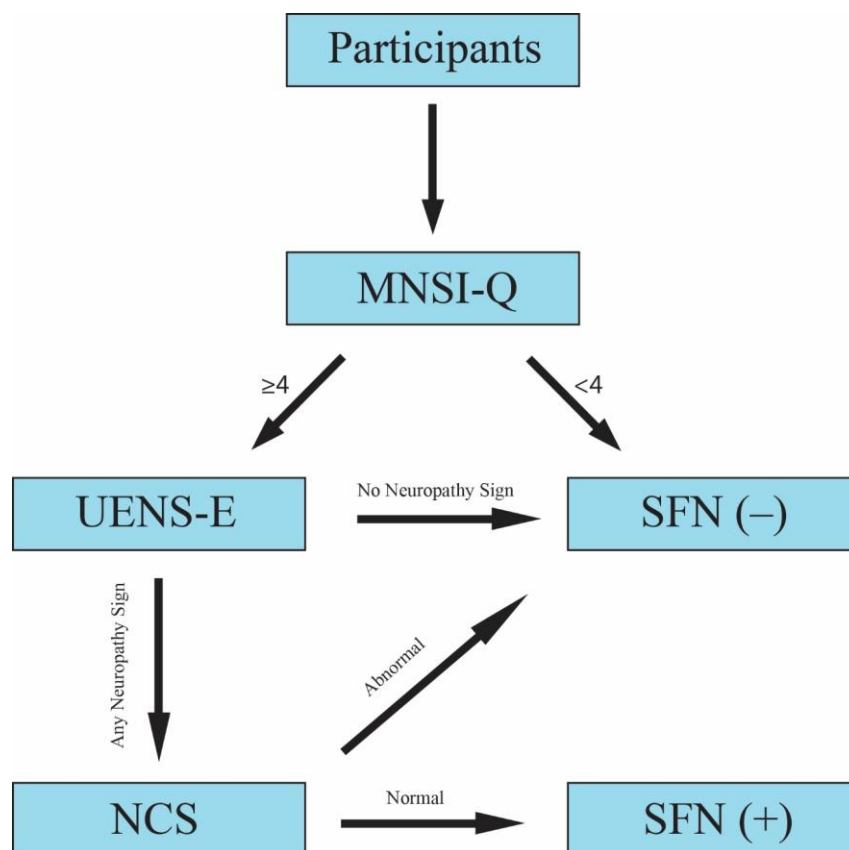 Participants
MNSI-Q
≥4
<4
UENS-E
No Neuropathy Sign
SFN (–)
Any Neuropathy Sign
Abnormal
NCS
Normal
SFN (+)